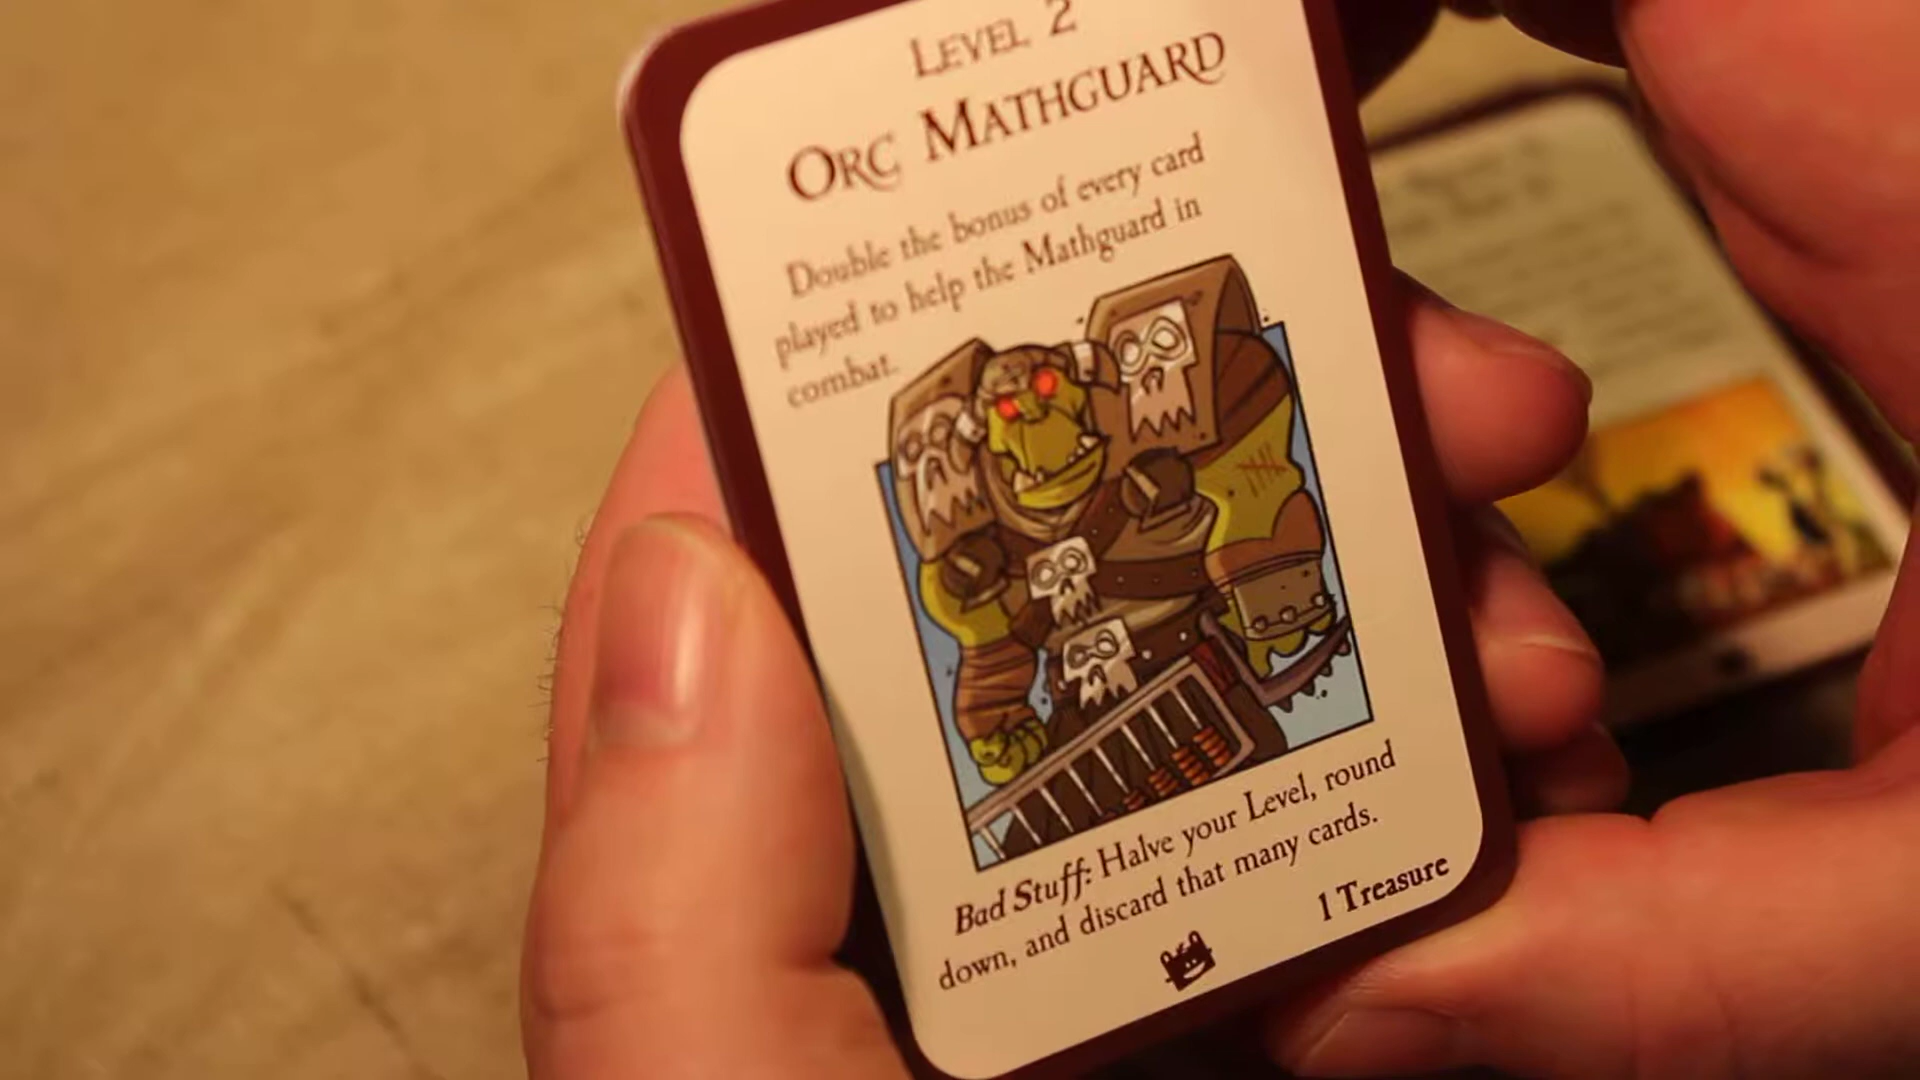 LEVEL 2
ORC MATHGUARD
Double the bonus of every card
played to help the Mathguard in
combat.
Bad Stuff: Halve your Level, round
down, and discard that many cards.
1 Treasure